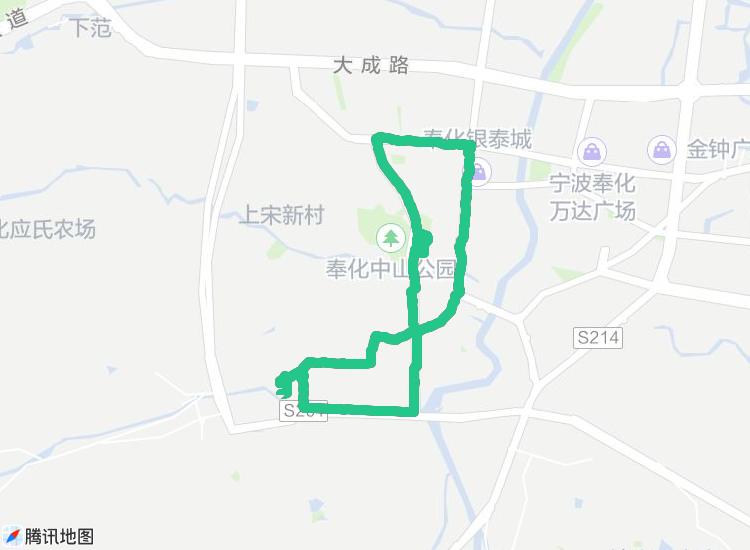 道
下范
大成路
奉化银泰城
金钟广
宁波奉化
万达广场
上宋新村
化应氏农场
奉化中山公园
S214
腾讯地图